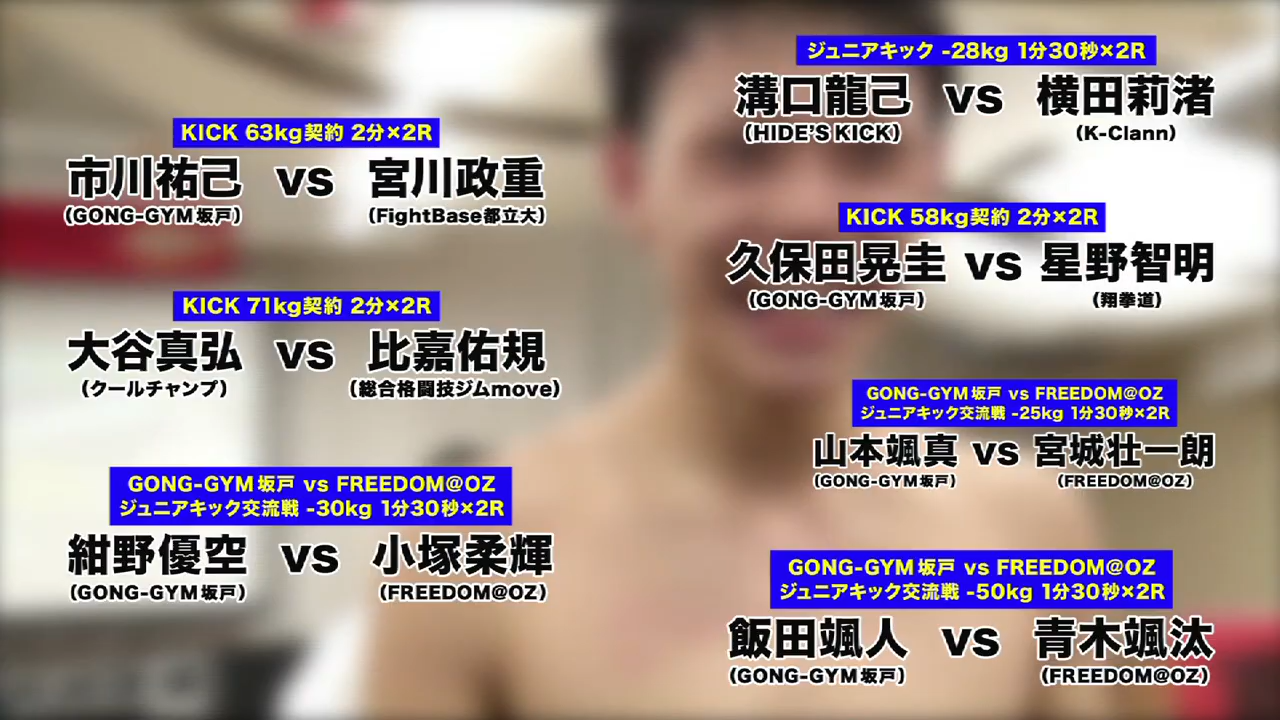 KICK 63kg契約 2分×2R
市川祐己 vs 宮川政重
(GONG-GYM坂戸) (FightBase都立大)
KICK 71kg契約 2分×2R
大谷真弘 vs 比嘉佑規
(クールチャンプ) (総合格闘技ジムmove)
GONG-GYM坂戸 vs FREEDOM@OZ
ジュニアキック交流戦 -30kg 1分30秒×2R
紺野優空 vs 小塚柔輝
(GONG-GYM坂戸) (FREEDOM@OZ)
ジュニアキック -28kg 1分30秒×2R
溝口龍己 vs 横田莉渚
(HIDE'S KICK) (K-Clann)
KICK 58kg契約 2分×2R
久保田晃圭 vs 星野智明
(GONG-GYM坂戸) (翔拳道)
GONG-GYM坂戸 vs FREEDOM@OZ
ジュニアキック交流戦 -25kg 1分30秒×2R
山本颯真 vs 宮城壮一朗
(GONG-GYM坂戸) (FREEDOM@OZ)
GONG-GYM坂戸 vs FREEDOM@OZ
ジュニアキック交流戦 -50kg 1分30秒×2R
飯田颯人 vs 青木颯汰
(GONG-GYM坂戸) (FREEDOM@OZ)